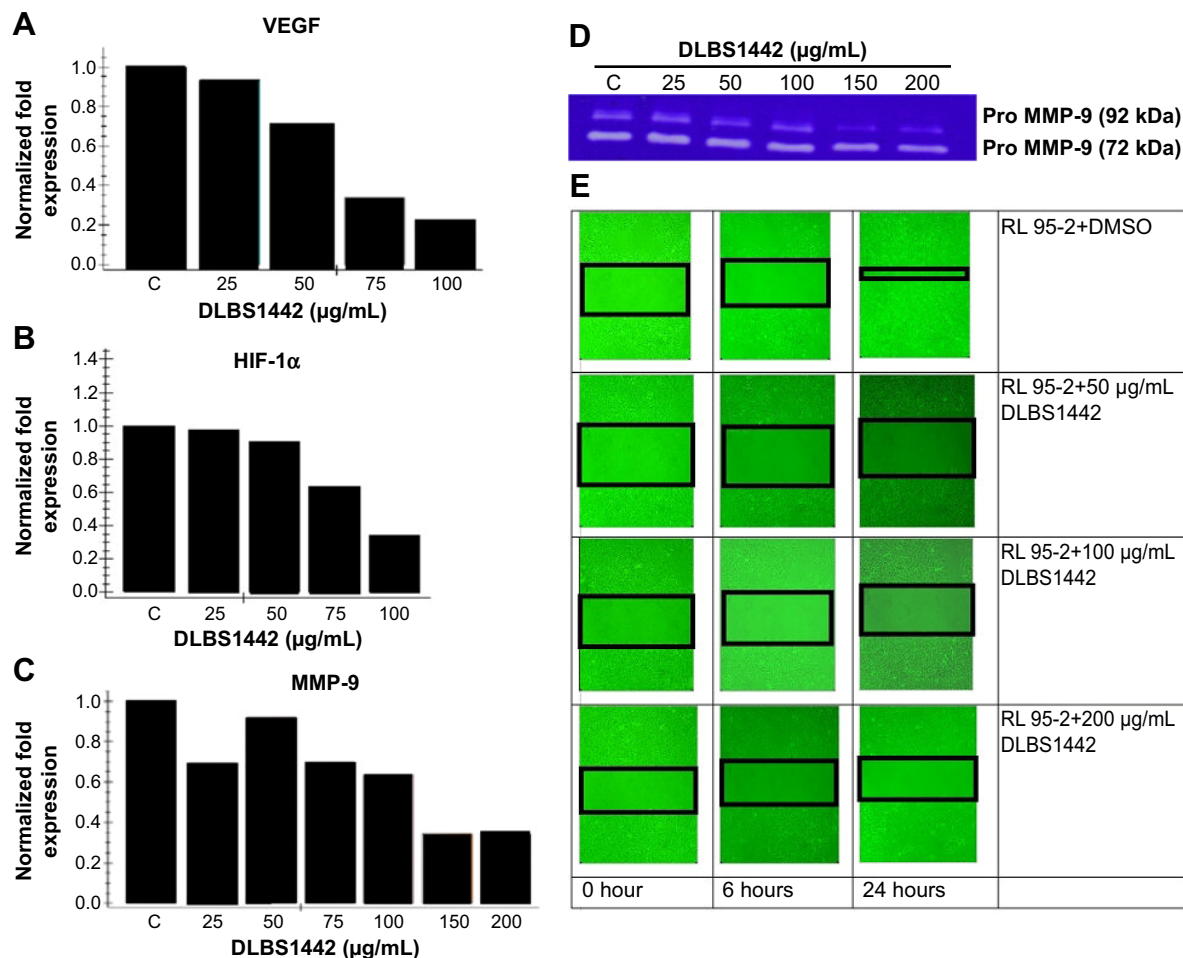 A
VEGF
Normalized fold
expression
1.0
0.8
0.6
0.4
0.2
0.0
C 25 50 75 100
DLBS1442 (µg/mL)
B
HIF-1α
Normalized fold
expression
1.4
1.2
1.0
0.8
0.6
0.4
0.2
0.0
C 25 50 75 100
DLBS1442 (µg/mL)
C
MMP-9
Normalized fold
expression
1.0
0.8
0.6
0.4
0.2
0.0
C 25 50 75 100 150 200
DLBS1442 (µg/mL)
D
DLBS1442 (µg/mL)
C 25 50 100 150 200
Pro MMP-9 (92 kDa)
Pro MMP-9 (72 kDa)
E
RL 95-2+DMSO
RL 95-2+50 µg/mL
DLBS1442
RL 95-2+100 µg/mL
DLBS1442
RL 95-2+200 µg/mL
DLBS1442
0 hour 6 hours 24 hours